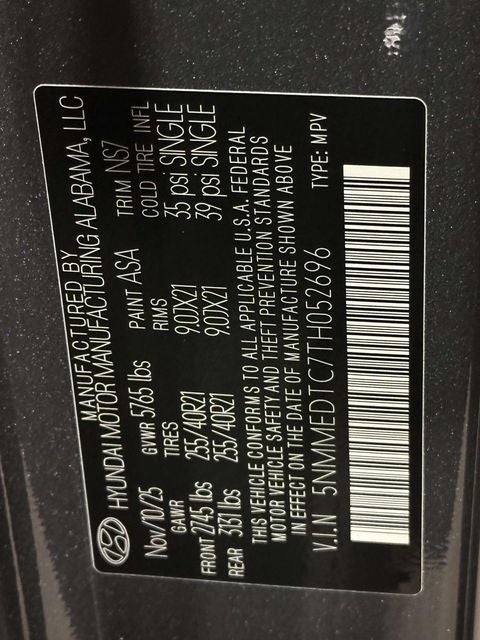 MANUFACTURED BY
HYUNDAI MOTOR MANUFACTURING ALABAMA, LLC
Nov/10/25 GVWR 5765 lbs PAINT ASA TRIM NS7
GAWR TIRES RIMS COLD TIRE INFL
FRONT 2745 lbs 255/40R21 9.0JX21 35 psi SINGLE
REAR 3131 lbs 255/40R21 9.0JX21 39 psi SINGLE
THIS VEHICLE CONFORMS TO ALL APPLICABLE U.S.A. FEDERAL
MOTOR VEHICLE SAFETY AND THEFT PREVENTION STANDARDS
IN EFFECT ON THE DATE OF MANUFACTURE SHOWN ABOVE
V.I.N 5NMMEDTC7TH052696 TYPE: MPV